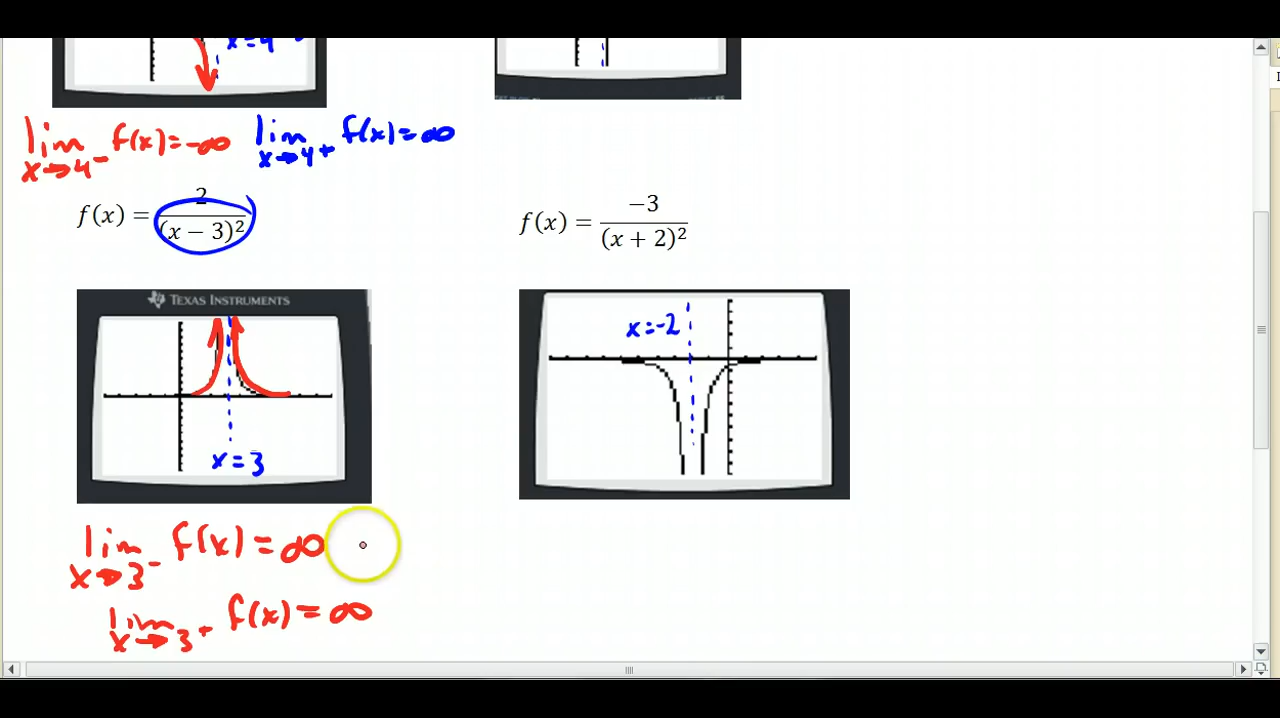 x=4
lim x→4⁻ f(x)=-∞
lim x→4+ f(x)=∞
f(x) = 2/(x − 3)²
f(x) = −3/(x + 2)²
TEXAS INSTRUMENTS
x=3
x=-2
lim x→3⁻ f(x)=∞
lim x→3+ f(x)=∞